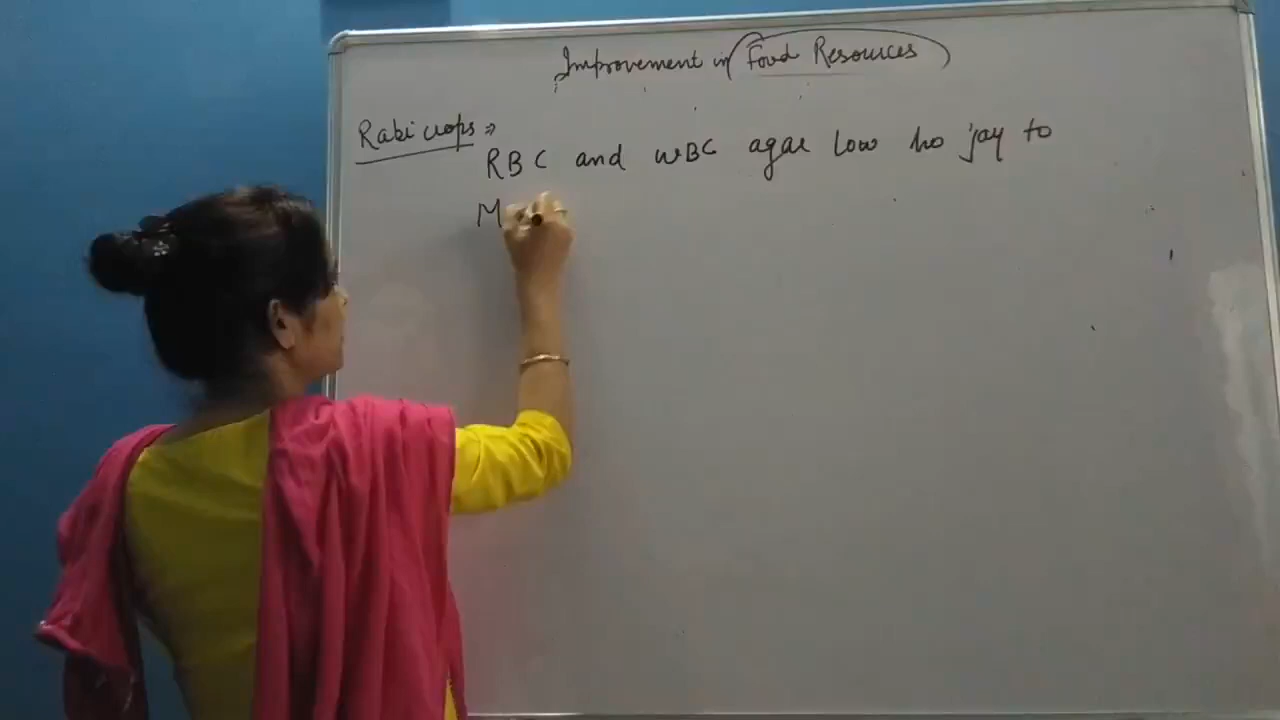 Improvement in Food Resources
Rabi crops ⇒
RBC and WBC agar low ho jay to
M